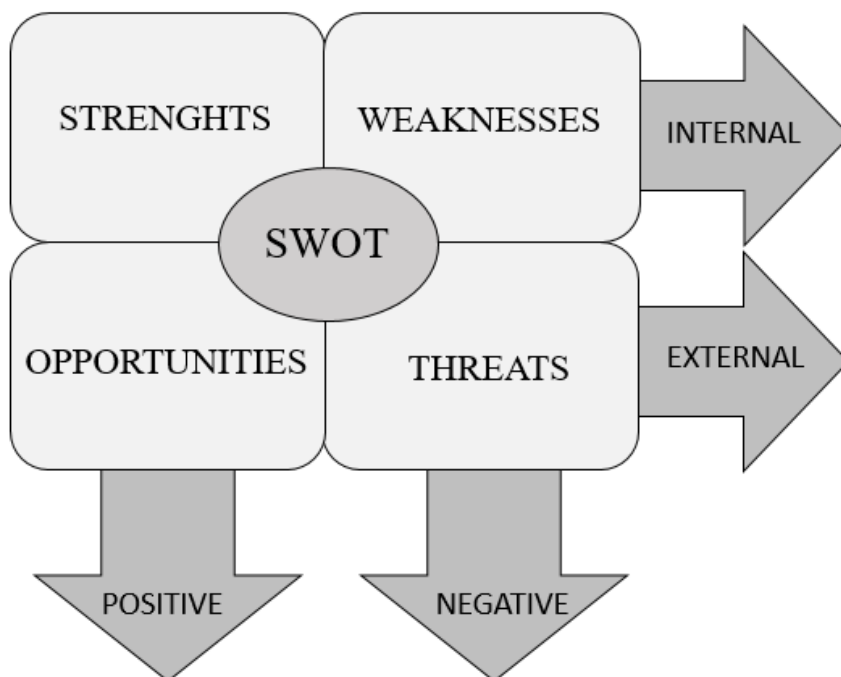 STRENGHTS
WEAKNESSES
INTERNAL
SWOT
OPPORTUNITIES
THREATS
EXTERNAL
POSITIVE
NEGATIVE